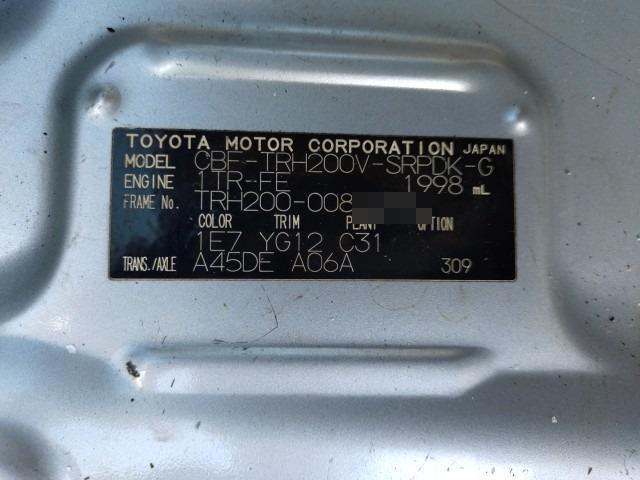 TOYOTA MOTOR CORPORATION JAPAN
MODEL CBF-TRH200V-SRPDK-G
ENGINE 1TR-FE 1998 mL
FRAME No. TRH200-008
COLOR TRIM PLANT OPTION
1E7 YG12 C31
TRANS./AXLE A45DE A06A 309